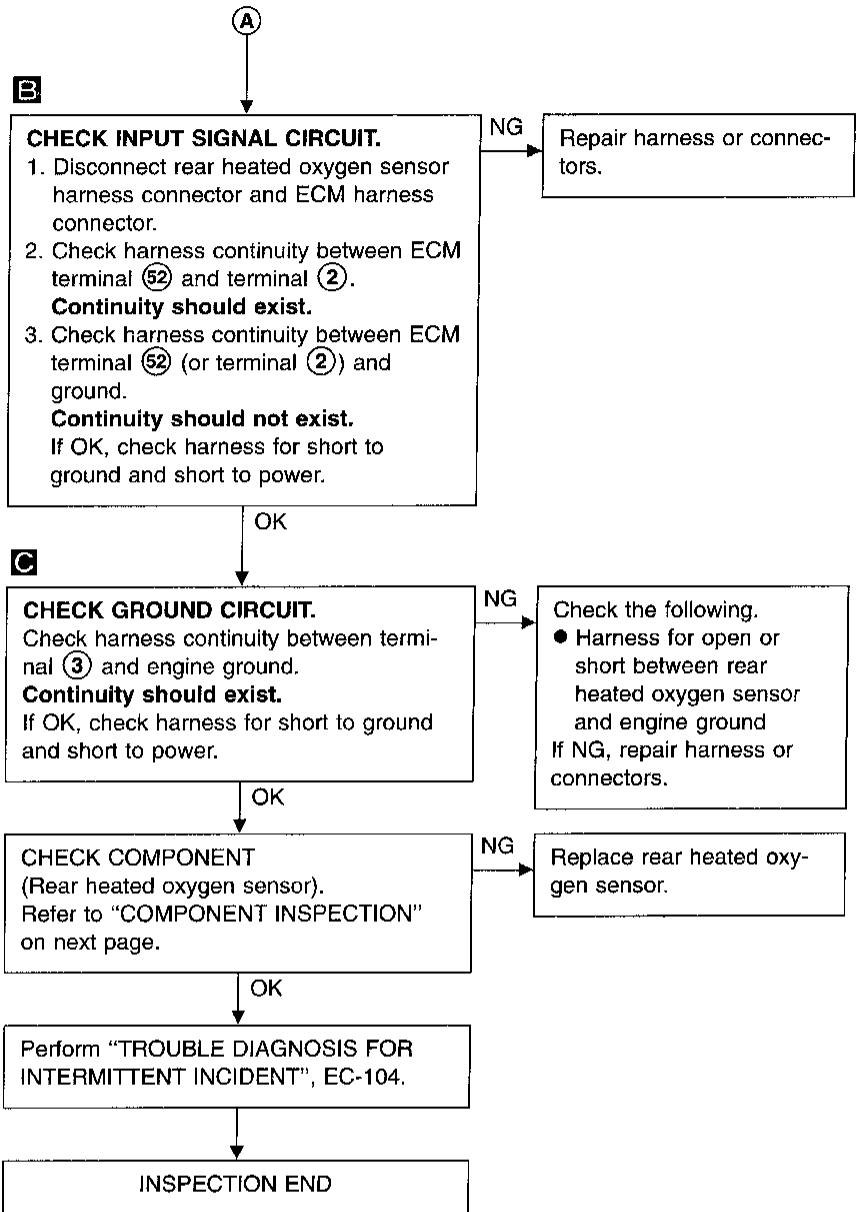 A
B
CHECK INPUT SIGNAL CIRCUIT.
1. Disconnect rear heated oxygen sensor
harness connector and ECM harness
connector.
2. Check harness continuity between ECM
terminal 52 and terminal 2.
Continuity should exist.
3. Check harness continuity between ECM
terminal 52 (or terminal 2) and
ground.
Continuity should not exist.
If OK, check harness for short to
ground and short to power.
NG
Repair harness or connec-
tors.
OK
C
CHECK GROUND CIRCUIT.
Check harness continuity between termi-
nal 3 and engine ground.
Continuity should exist.
If OK, check harness for short to ground
and short to power.
NG
Check the following.
● Harness for open or
short between rear
heated oxygen sensor
and engine ground
If NG, repair harness or
connectors.
OK
CHECK COMPONENT
(Rear heated oxygen sensor).
Refer to “COMPONENT INSPECTION”
on next page.
NG
Replace rear heated oxy-
gen sensor.
OK
Perform “TROUBLE DIAGNOSIS FOR
INTERMITTENT INCIDENT”, EC-104.
INSPECTION END